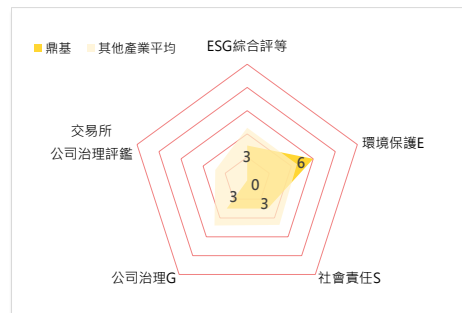 ESG綜合評等
鼎基 其他產業平均
交易所
公司治理評鑑
環境保護E
3
6
0
3
3
公司治理G
社會責任S